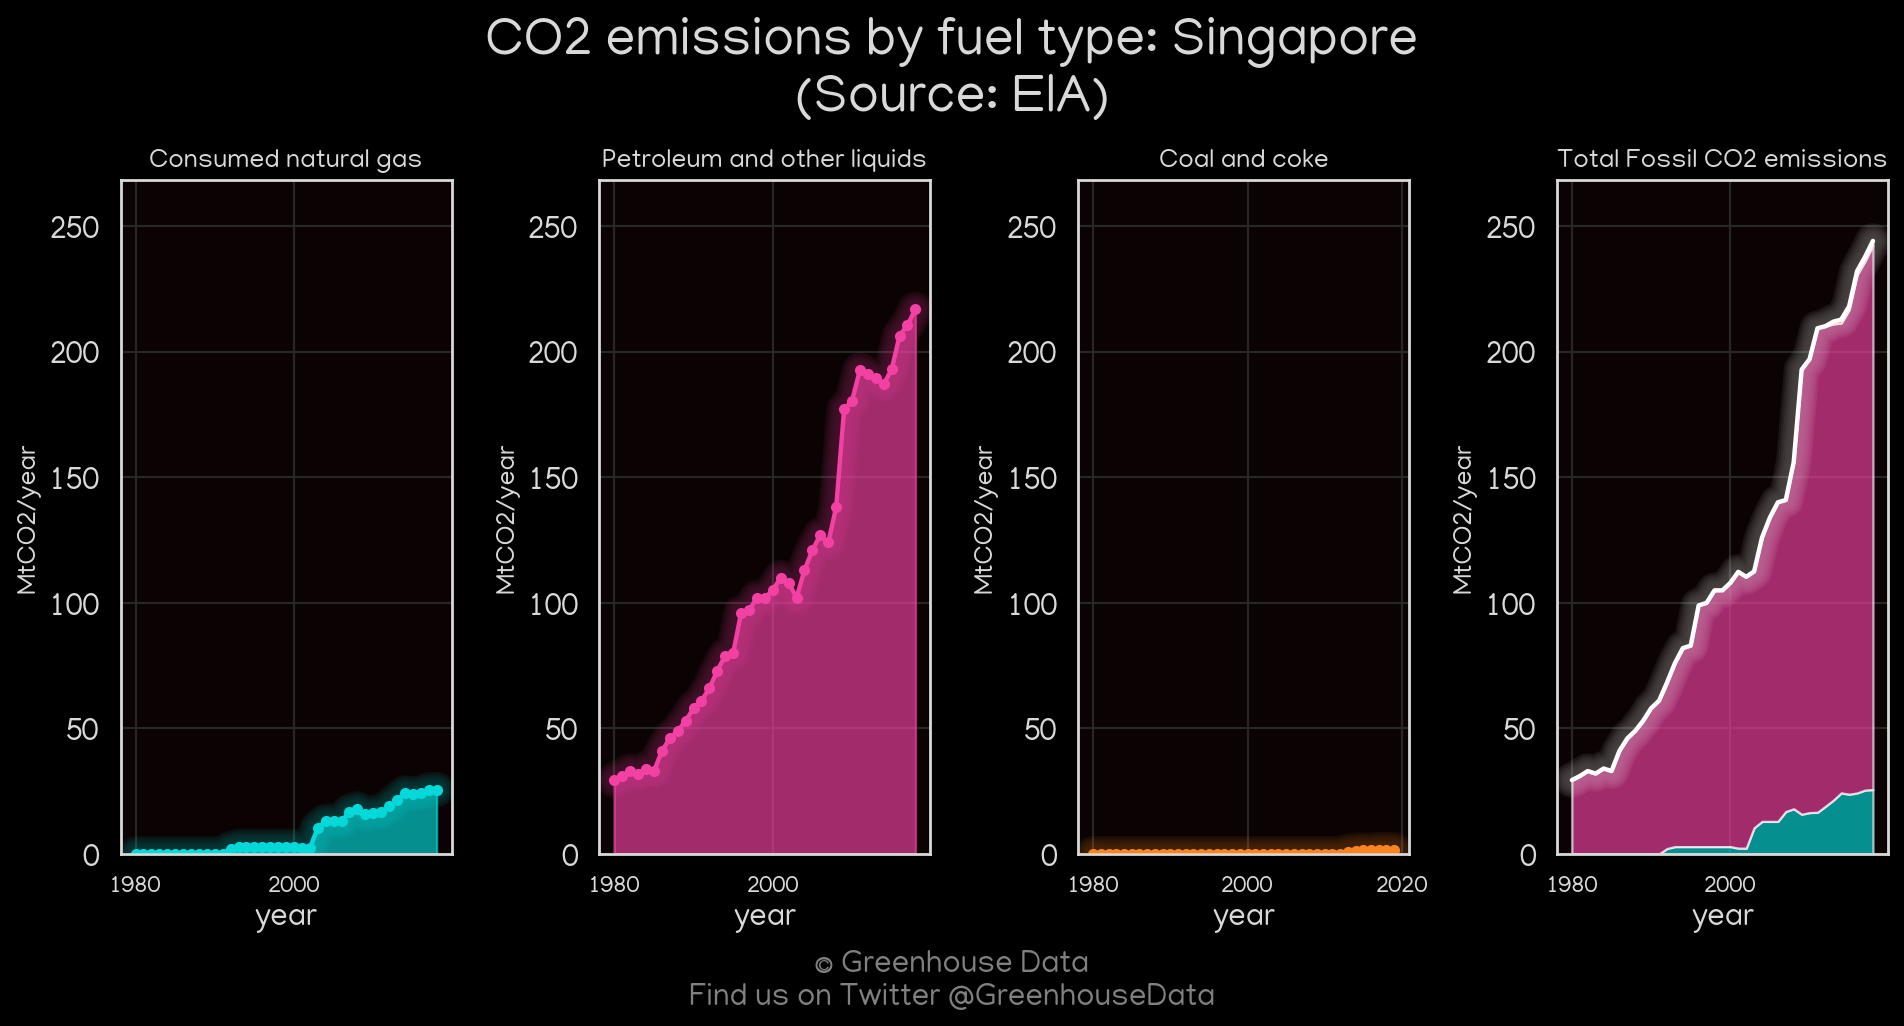 CO2 emissions by fuel type: Singapore
(Source: EIA)
Consumed natural gas
Petroleum and other liquids
Coal and coke
Total Fossil CO2 emissions
MtCO2/year
250
200
150
100
50
0
1980
2000
year
MtCO2/year
250
200
150
100
50
0
1980
2000
year
MtCO2/year
250
200
150
100
50
0
1980
2000
2020
year
MtCO2/year
250
200
150
100
50
0
1980
2000
year
© Greenhouse Data
Find us on Twitter @GreenhouseData